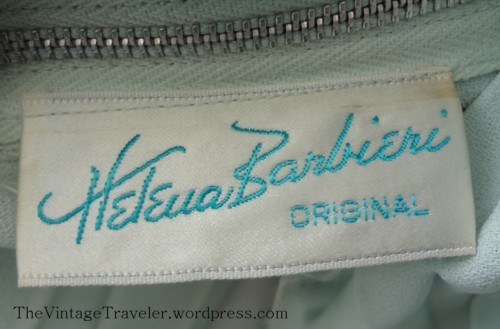 Helena Barbieri
ORIGINAL
TheVintageTraveler.wordpress.com